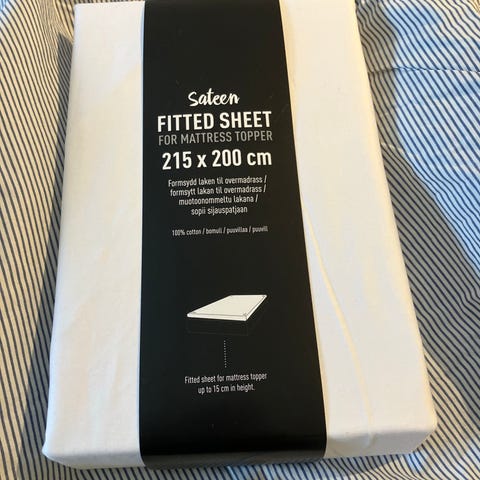 Sateen
FITTED SHEET
FOR MATTRESS TOPPER
215 x 200 cm
Formsydd laken til overmadrass /
formsytt lakan til overmadrass /
muotoonommeltu lakana /
sopii sijauspatjaan
100% cotton / bomull / puuvillaa / puuvill
Fitted sheet for mattress topper
up to 15 cm in height.